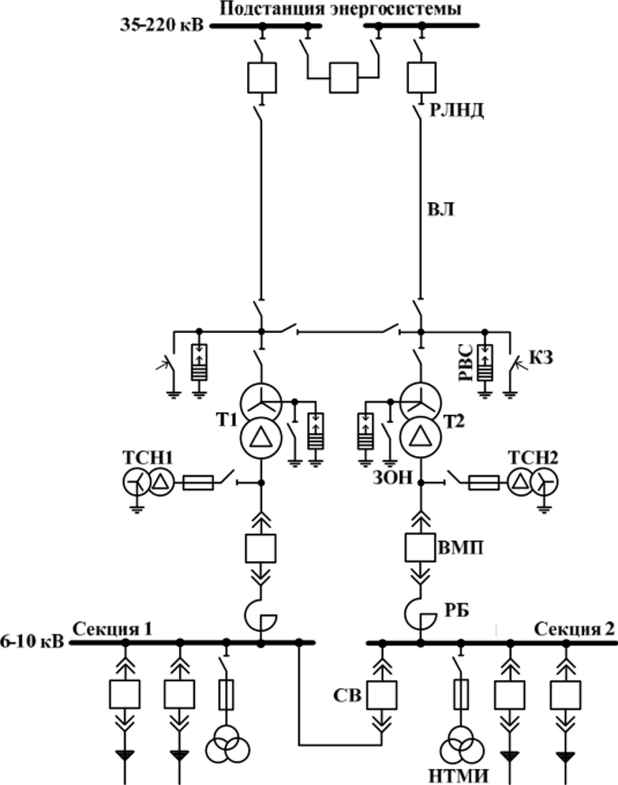 Подстанция энергосистемы
35-220 кВ
РЛНД
ВЛ
РВС
КЗ
Т1
Т2
ТСН1
ЗОН
ТСН2
ВМП
РБ
Секция 1
Секция 2
6-10 кВ
СВ
НТМИ